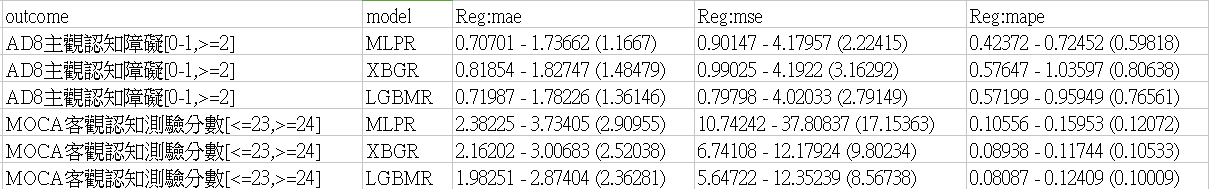 outcome model Reg:mae Reg:mse Reg:mape
AD8主觀認知障礙[0-1,>=2] MLPR 0.70701 - 1.73662 (1.1667) 0.90147 - 4.17957 (2.22415) 0.42372 - 0.72452 (0.59818)
AD8主觀認知障礙[0-1,>=2] XBGR 0.81854 - 1.82747 (1.48479) 0.99025 - 4.1922 (3.16292) 0.57647 - 1.03597 (0.80638)
AD8主觀認知障礙[0-1,>=2] LGBMR 0.71987 - 1.78226 (1.36146) 0.79798 - 4.02033 (2.79149) 0.57199 - 0.95949 (0.76561)
MOCA客觀認知測驗分數[<=23,>=24] MLPR 2.38225 - 3.73405 (2.90955) 10.74242 - 37.80837 (17.15363) 0.10556 - 0.15953 (0.12072)
MOCA客觀認知測驗分數[<=23,>=24] XBGR 2.16202 - 3.00683 (2.52038) 6.74108 - 12.17924 (9.80234) 0.08938 - 0.11744 (0.10533)
MOCA客觀認知測驗分數[<=23,>=24] LGBMR 1.98251 - 2.87404 (2.36281) 5.64722 - 12.35239 (8.56738) 0.08087 - 0.12409 (0.10009)